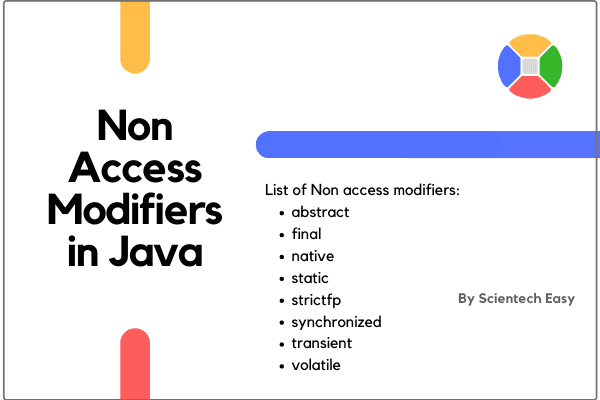 Non
Access
Modifiers
in Java
List of Non access modifiers:
• abstract
• final
• native
• static
• strictfp
• synchronized
• transient
• volatile
By Scientech Easy